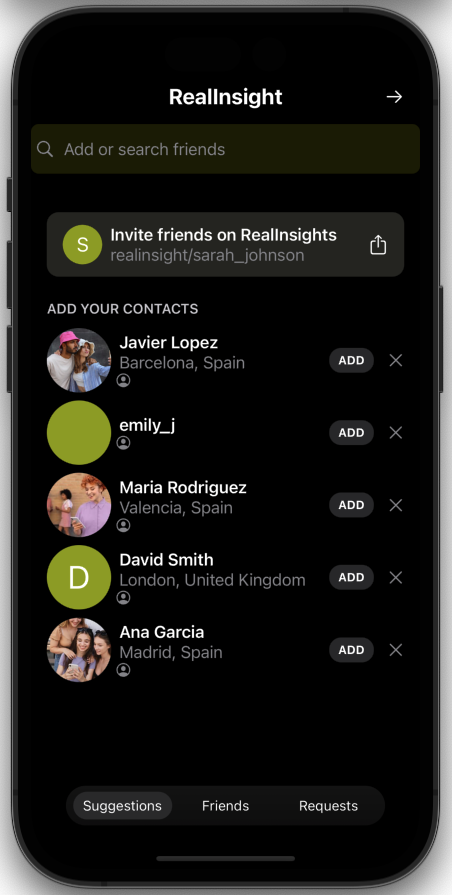 RealInsight
Add or search friends
S
Invite friends on RealInsights
realinsight/sarah_johnson
ADD YOUR CONTACTS
Javier Lopez
Barcelona, Spain
ADD
emily_j
ADD
Maria Rodriguez
Valencia, Spain
ADD
D
David Smith
London, United Kingdom
ADD
Ana Garcia
Madrid, Spain
ADD
Suggestions Friends Requests